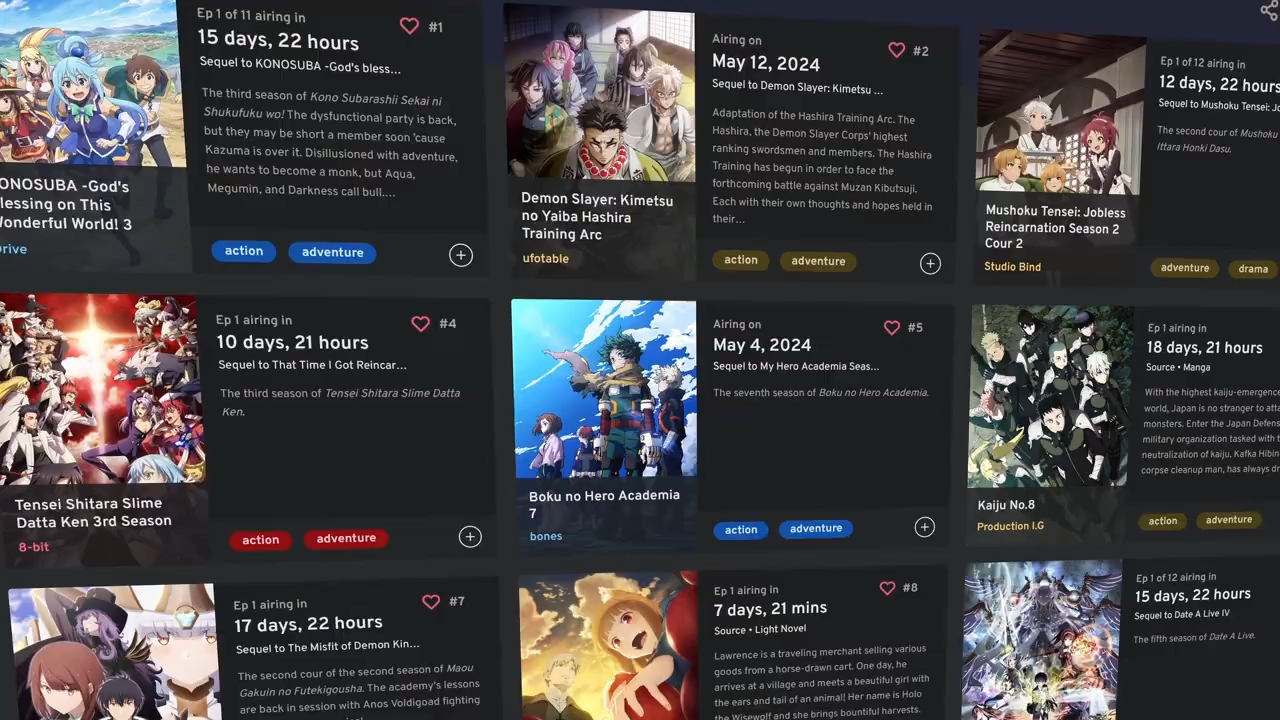 Ep 1 of 11 airing in
#1
15 days, 22 hours
Sequel to KONOSUBA -God's bless...
The third season of Kono Subarashii Sekai ni
Shukufuku wo! The dysfunctional party is back,
but they may be short a member soon 'cause
Kazuma is over it. Disillusioned with adventure,
he wants to become a monk, but Aqua,
Megumin, and Darkness call bull....
ONOSUBA -God's
lessing on This
Wonderful World! 3
Drive
action
adventure
Airing on
#2
May 12, 2024
Sequel to Demon Slayer: Kimetsu ...
Adaptation of the Hashira Training Arc. The
Hashira, the Demon Slayer Corps' highest
ranking swordsmen and members. The Hashira
Training has begun in order to face the
forthcoming battle against Muzan Kibutsuji,
Each with their own thoughts and hopes held in
their...
Demon Slayer: Kimetsu
no Yaiba Hashira
Training Arc
ufotable
action
adventure
Ep 1 of 12 airing in
12 days, 22 hours
Sequel to Mushoku Tensei: Jo
The second cour of Mushoku
Ittara Honki Dasu.
Mushoku Tensei: Jobless
Reincarnation Season 2
Cour 2
Studio Bind
adventure
drama
Ep 1 airing in
#4
10 days, 21 hours
Sequel to That Time I Got Reincar...
The third season of Tensei Shitara Slime Datta
Ken.
Tensei Shitara Slime
Datta Ken 3rd Season
8-bit
action
adventure
Airing on
#5
May 4, 2024
Sequel to My Hero Academia Seas...
The seventh season of Boku no Hero Academia.
Boku no Hero Academia
7
bones
action
adventure
Ep 1 airing in
18 days, 21 hours
Source • Manga
With the highest kaiju-emergence
world, Japan is no stranger to atta
monsters. Enter the Japan Defens
military organization tasked with t
neutralization of kaiju. Kafka Hibin
corpse cleanup man, has always dr
Kaiju No.8
Production I.G
action
adventure
Ep 1 airing in
#7
17 days, 22 hours
Sequel to The Misfit of Demon Kin...
The second cour of the second season of Maou
Gakuin no Futekigousha. The academy's lessons
are back in session with Anos Voldigoad fighting
Ep 1 airing in
#8
7 days, 21 mins
Source • Light Novel
Lawrence is a traveling merchant selling various
goods from a horse-drawn cart. One day, he
arrives at a village and meets a beautiful girl with
the ears and tail of an animal! Her name is Holo
the Wisewolf and she brings bountiful harvests.
Ep 1 of 12 airing in
15 days, 22 hours
Sequel to Date A Live IV
The fifth season of Date A Live.